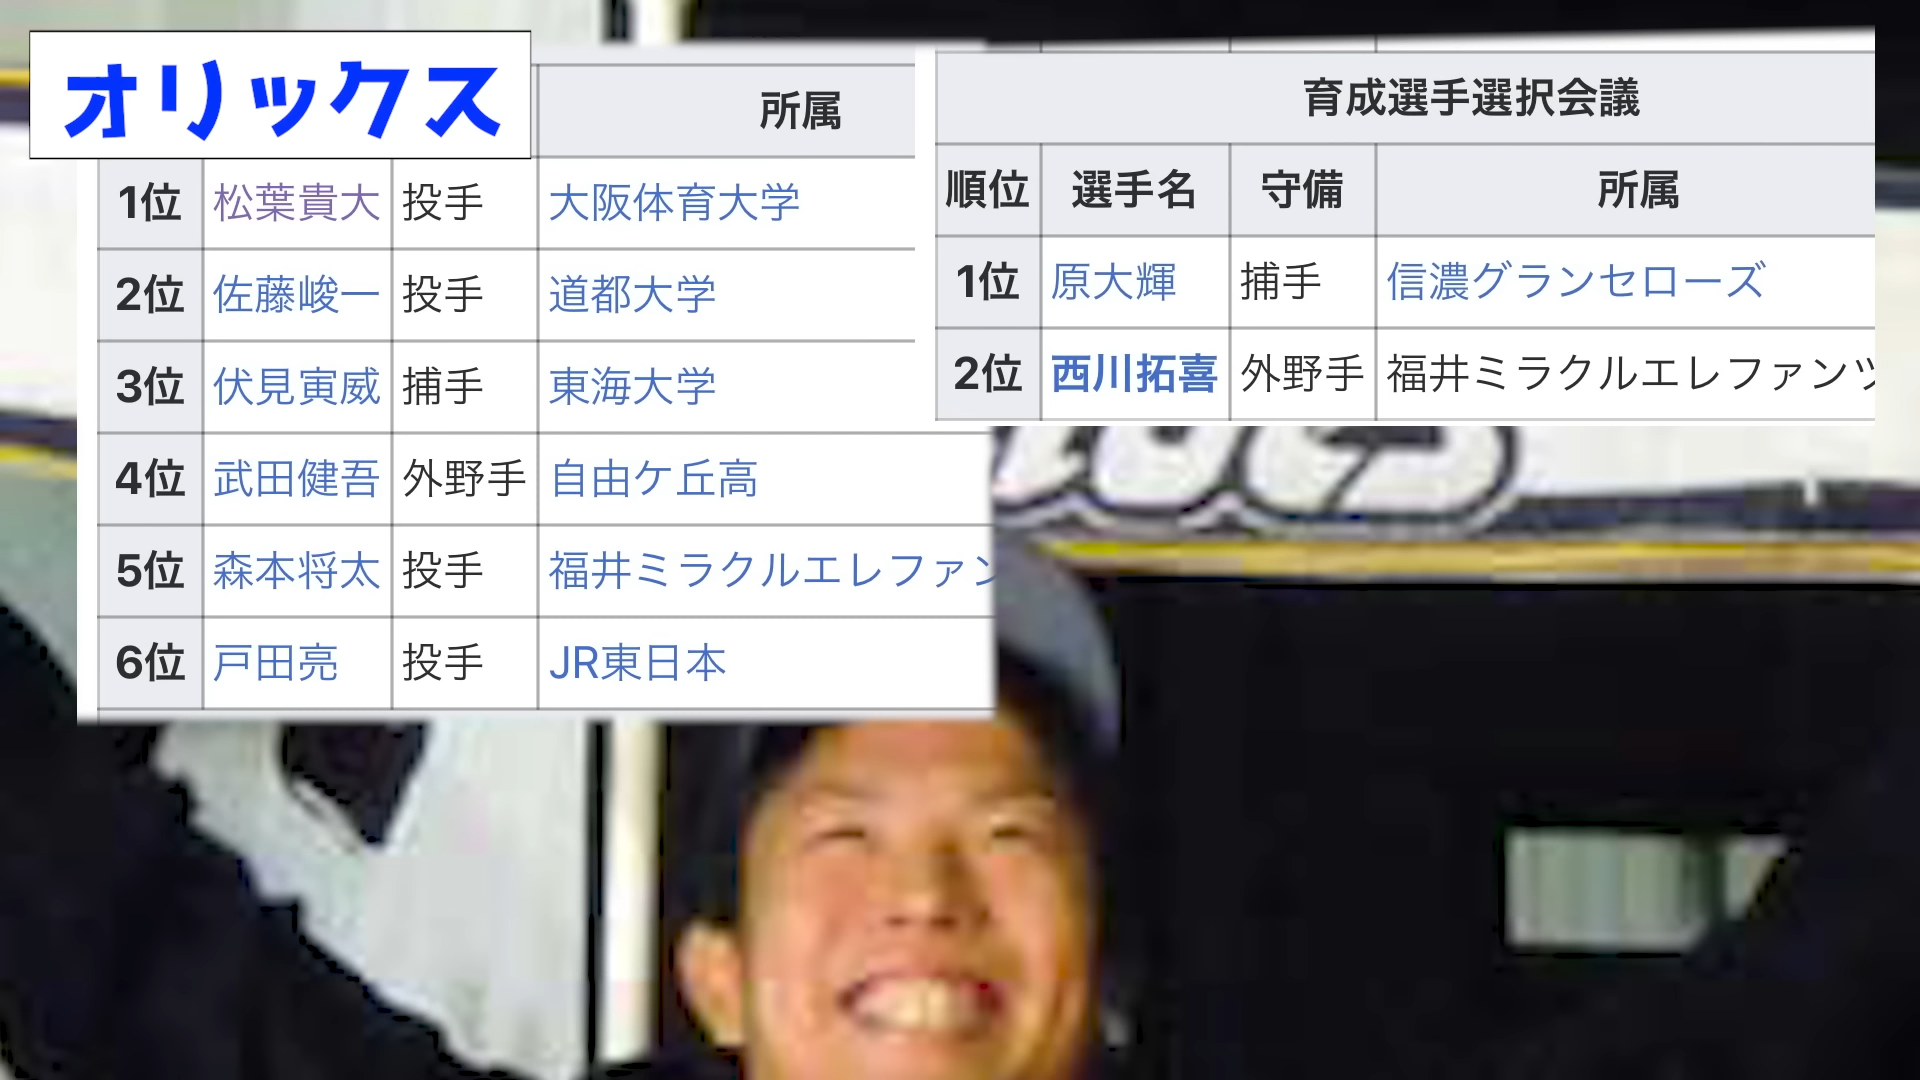 オリックス
所属
1位 松葉貴大 投手 大阪体育大学
2位 佐藤峻一 投手 道都大学
3位 伏見寅威 捕手 東海大学
4位 武田健吾 外野手 自由ケ丘高
5位 森本将太 投手 福井ミラクルエレファン
6位 戸田亮 投手 JR東日本
育成選手選択会議
順位 選手名 守備 所属
1位 原大輝 捕手 信濃グランセローズ
2位 西川拓喜 外野手 福井ミラクルエレファンツ